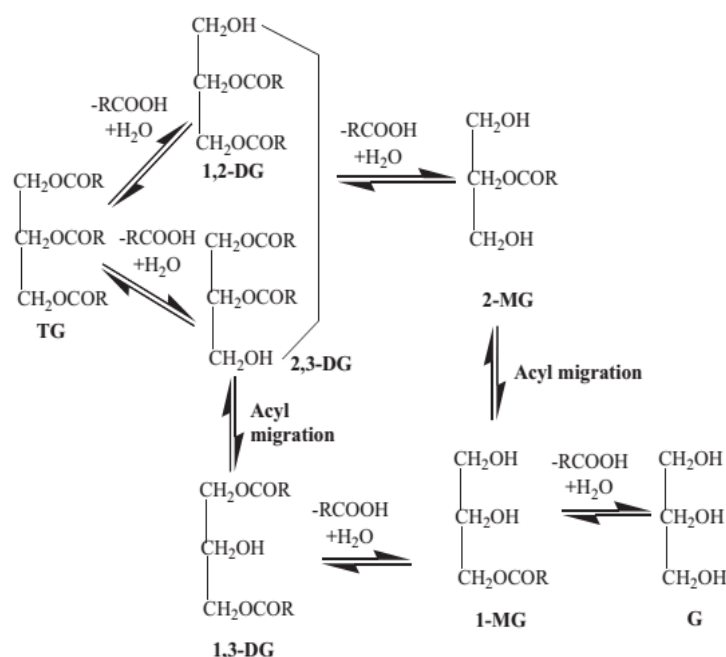 CH₂OH
CH₂OCOR
CH₂OCOR
1,2-DG
-RCOOH
+H₂O
CH₂OCOR
CH₂OCOR
CH₂OCOR
TG
-RCOOH
+H₂O
CH₂OCOR
CH₂OCOR
CH₂OH
2,3-DG
-RCOOH
+H₂O
CH₂OH
CH₂OCOR
CH₂OH
2-MG
Acyl
migration
Acyl migration
CH₂OCOR
CH₂OH
CH₂OCOR
1,3-DG
-RCOOH
+H₂O
CH₂OH
CH₂OH
CH₂OCOR
1-MG
-RCOOH
+H₂O
CH₂OH
CH₂OH
CH₂OH
G